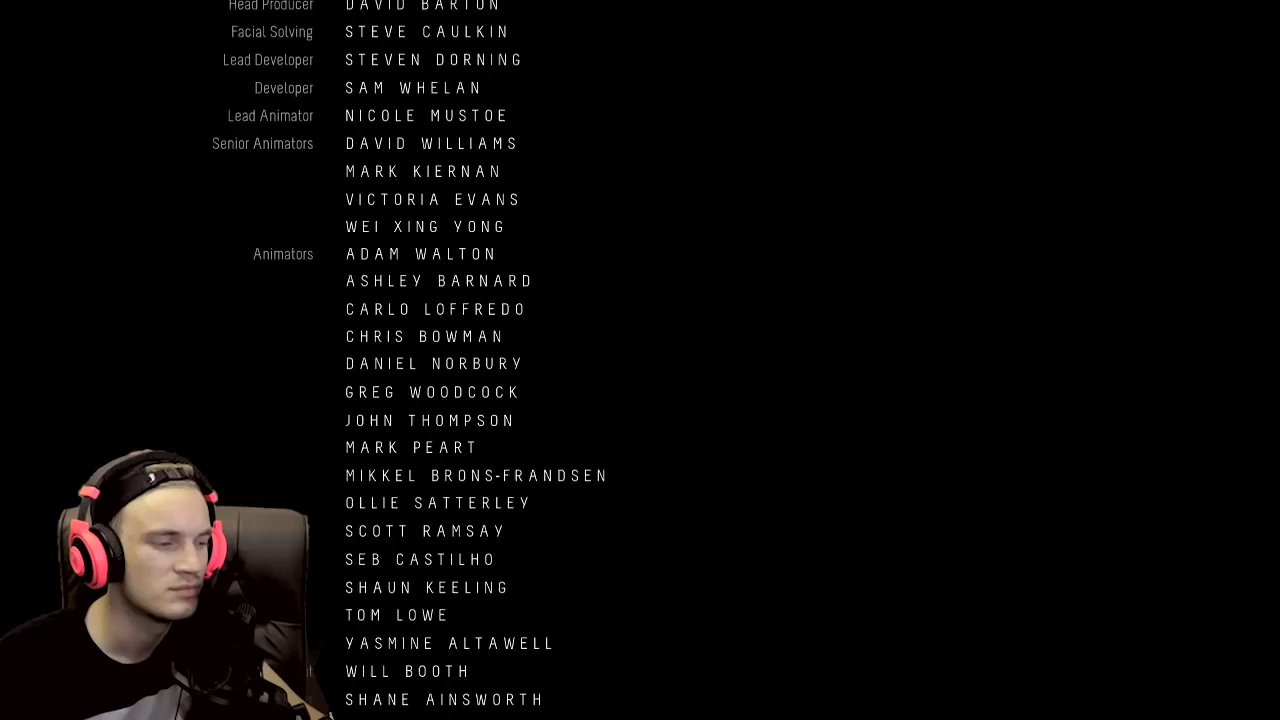 Head Producer DAVID BARTON
Facial Solving STEVE CAULKIN
Lead Developer STEVEN DORNING
Developer SAM WHELAN
Lead Animator NICOLE MUSTOE
Senior Animators DAVID WILLIAMS
MARK KIERNAN
VICTORIA EVANS
WEI XING YONG
Animators ADAM WALTON
ASHLEY BARNARD
CARLO LOFFREDO
CHRIS BOWMAN
DANIEL NORBURY
GREG WOODCOCK
JOHN THOMPSON
MARK PEART
MIKKEL BRONS-FRANDSEN
OLLIE SATTERLEY
SCOTT RAMSAY
SEB CASTILHO
SHAUN KEELING
TOM LOWE
YASMINE ALTAWELL
WILL BOOTH
SHANE AINSWORTH